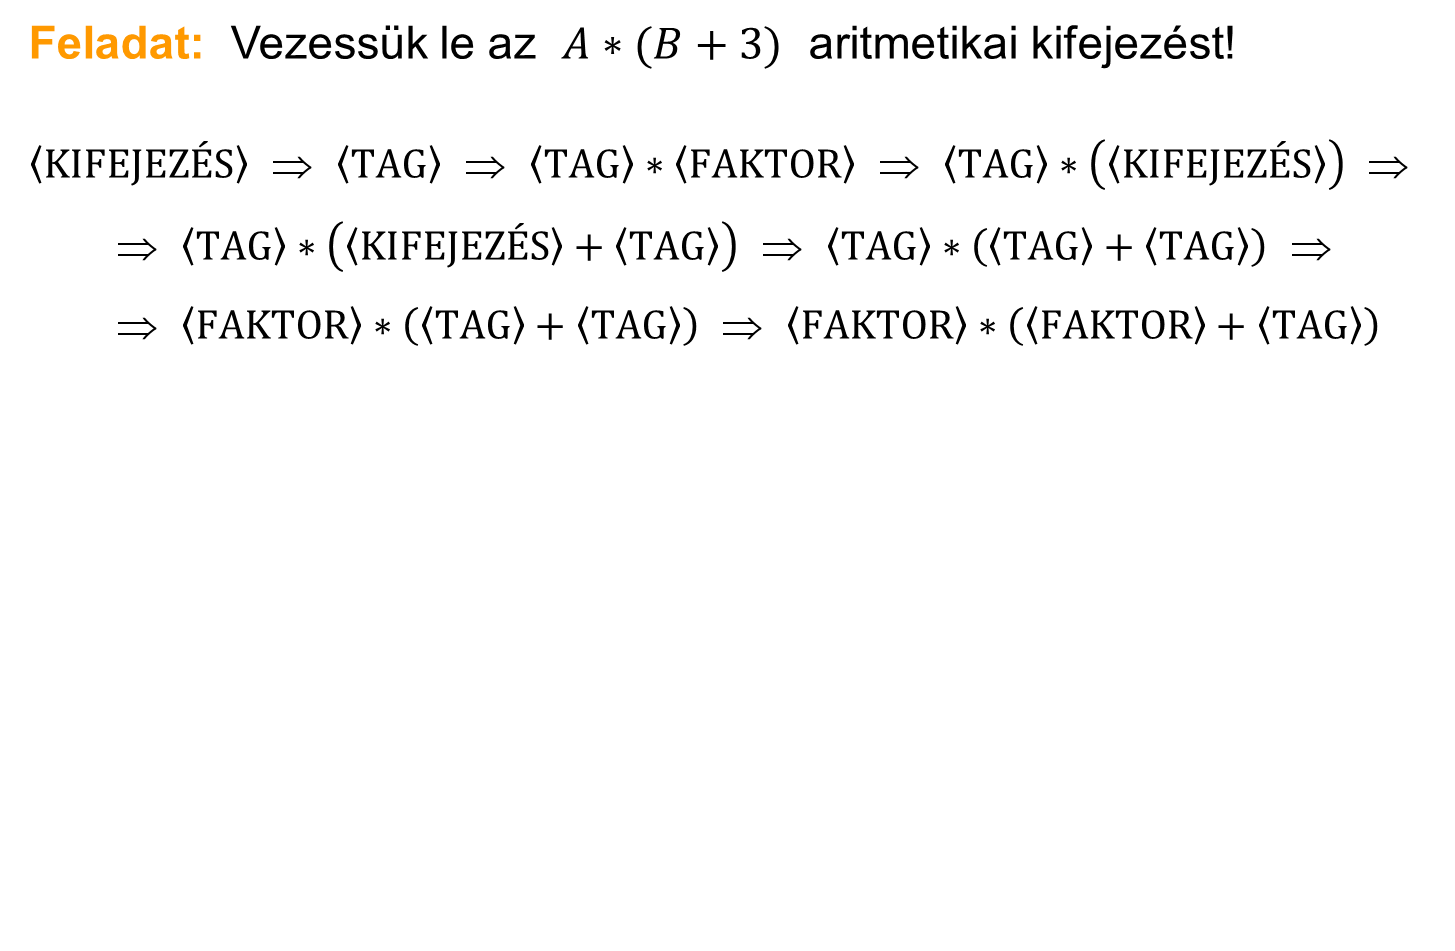 Feladat: Vezessük le az A ∗ (B + 3) aritmetikai kifejezést!
⟨KIFEJEZÉS⟩ ⇒ ⟨TAG⟩ ⇒ ⟨TAG⟩ ∗ ⟨FAKTOR⟩ ⇒ ⟨TAG⟩ ∗ (⟨KIFEJEZÉS⟩) ⇒
⇒ ⟨TAG⟩ ∗ (⟨KIFEJEZÉS⟩ + ⟨TAG⟩) ⇒ ⟨TAG⟩ ∗ (⟨TAG⟩ + ⟨TAG⟩) ⇒
⇒ ⟨FAKTOR⟩ ∗ (⟨TAG⟩ + ⟨TAG⟩) ⇒ ⟨FAKTOR⟩ ∗ (⟨FAKTOR⟩ + ⟨TAG⟩)